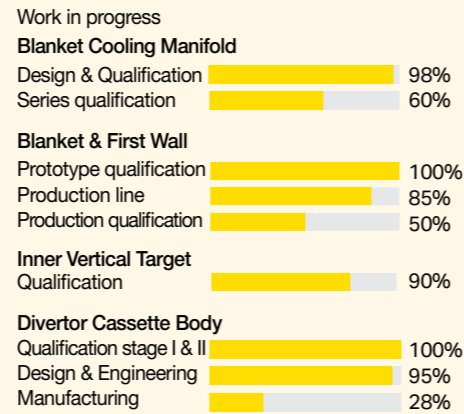 Work in progress
Blanket Cooling Manifold
Design & Qualification 98%
Series qualification 60%
Blanket & First Wall
Prototype qualification 100%
Production line 85%
Production qualification 50%
Inner Vertical Target
Qualification 90%
Divertor Cassette Body
Qualification stage I & II 100%
Design & Engineering 95%
Manufacturing 28%